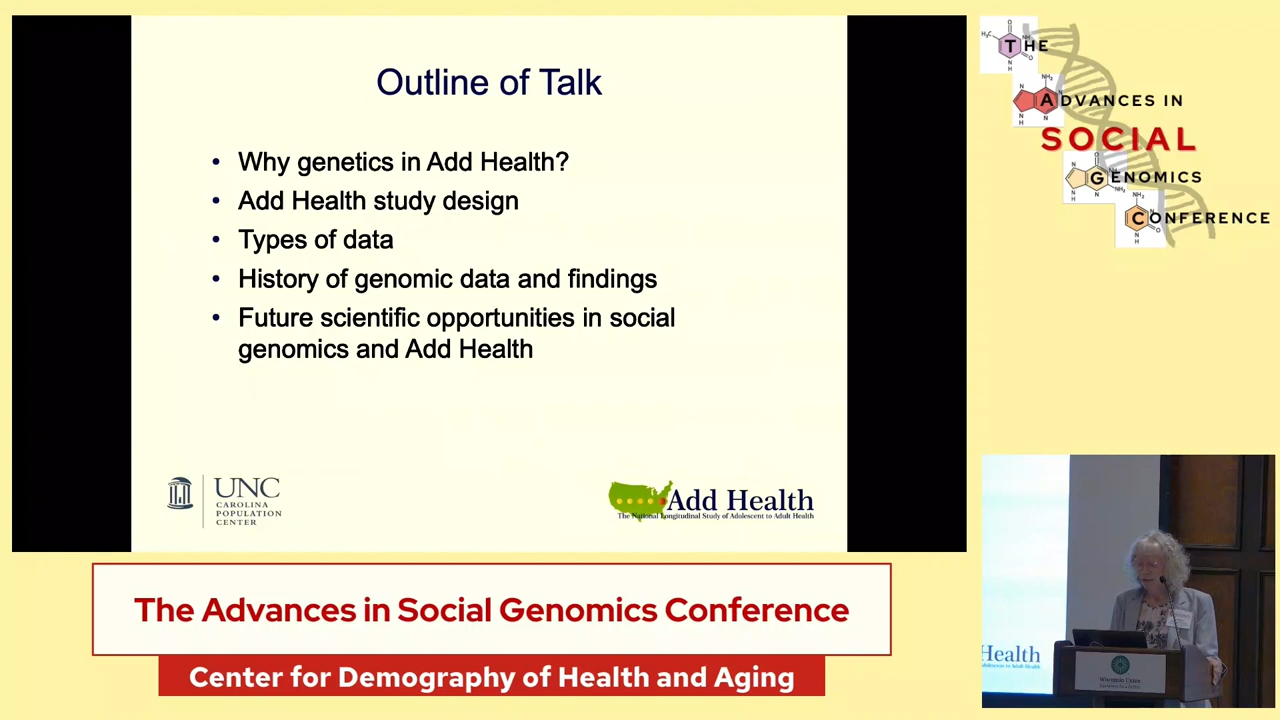 Outline of Talk
• Why genetics in Add Health?
• Add Health study design
• Types of data
• History of genomic data and findings
• Future scientific opportunities in social
genomics and Add Health
UNC
CAROLINA
POPULATION
CENTER
Add Health
The National Longitudinal Study of Adolescent to Adult Health
THE
ADVANCES IN
SOCIAL
GENOMICS
CONFERENCE
Health
Wisconsin Union
The Advances in Social Genomics Conference
Center for Demography of Health and Aging